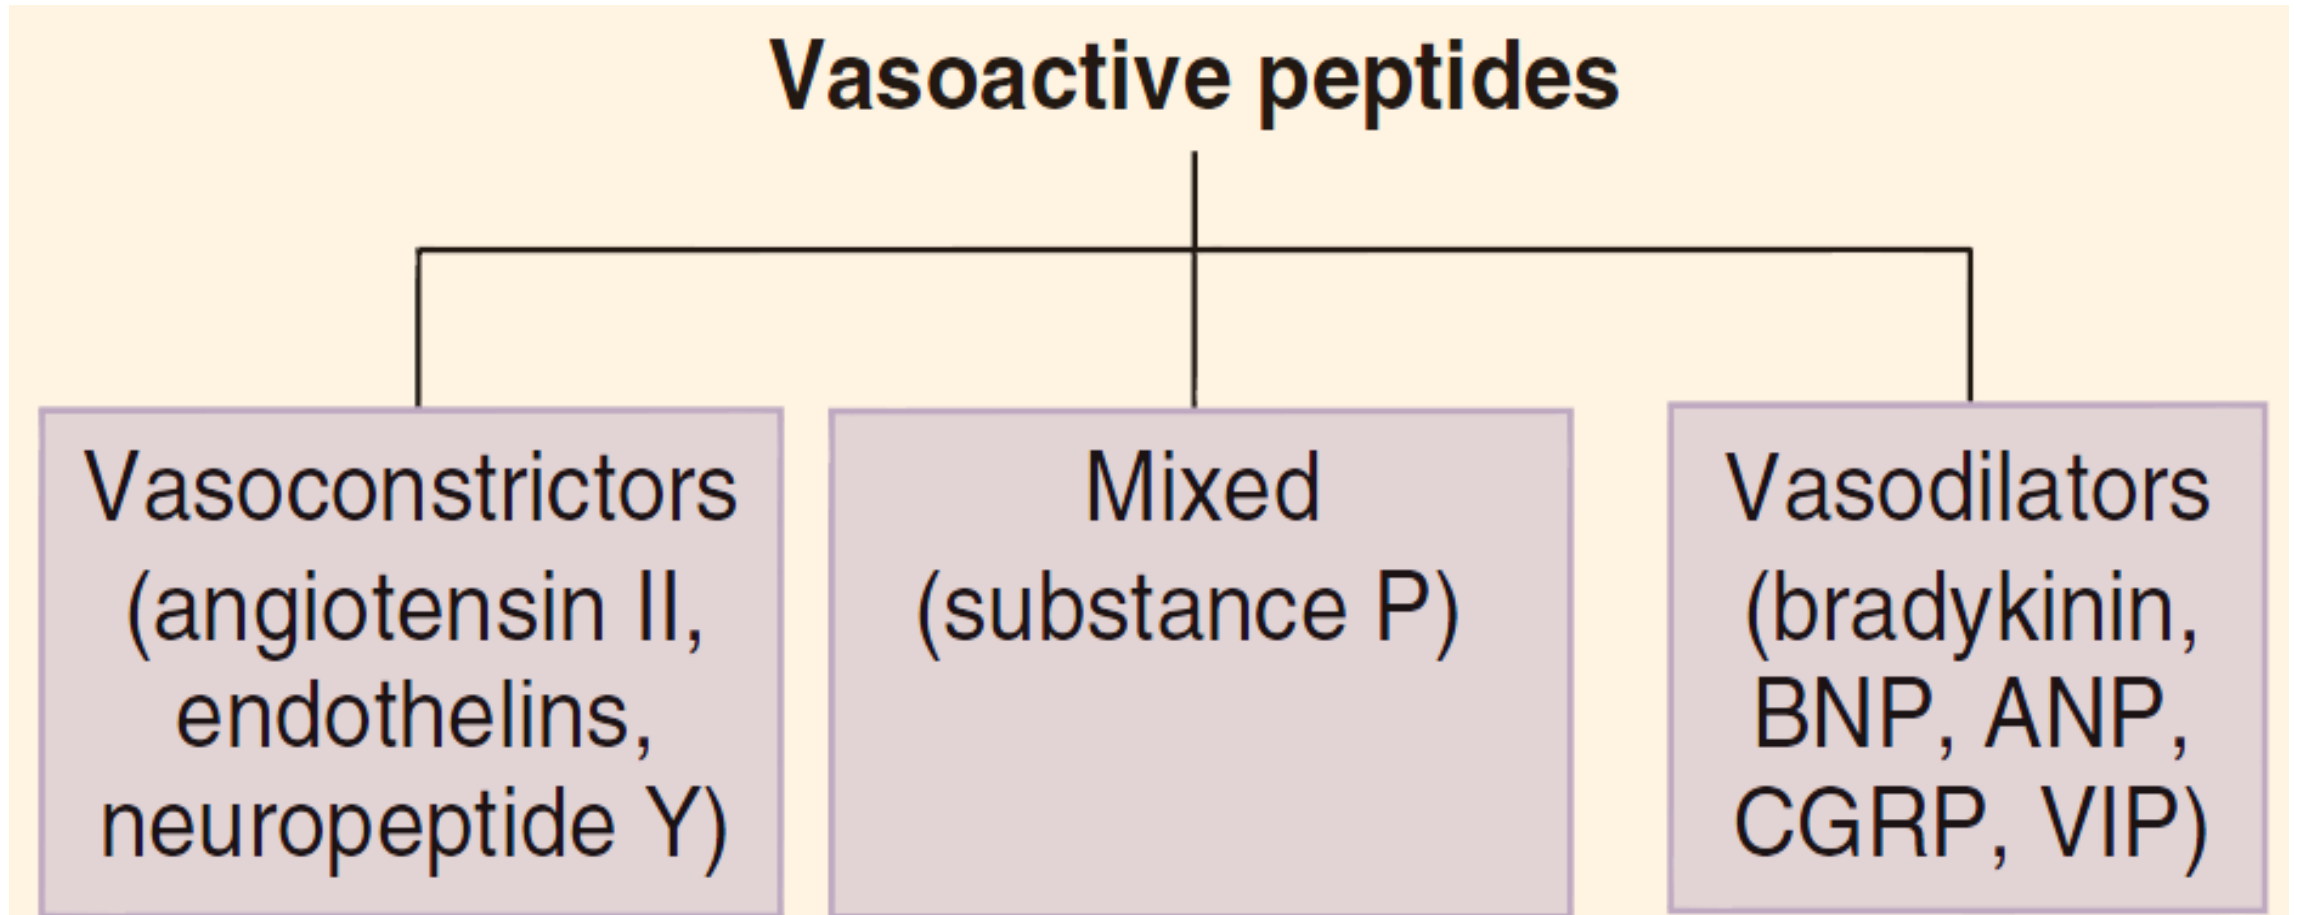 Vasoactive peptides
Vasoconstrictors
(angiotensin II,
endothelins,
neuropeptide Y)
Mixed
(substance P)
Vasodilators
(bradykinin,
BNP, ANP,
CGRP, VIP)